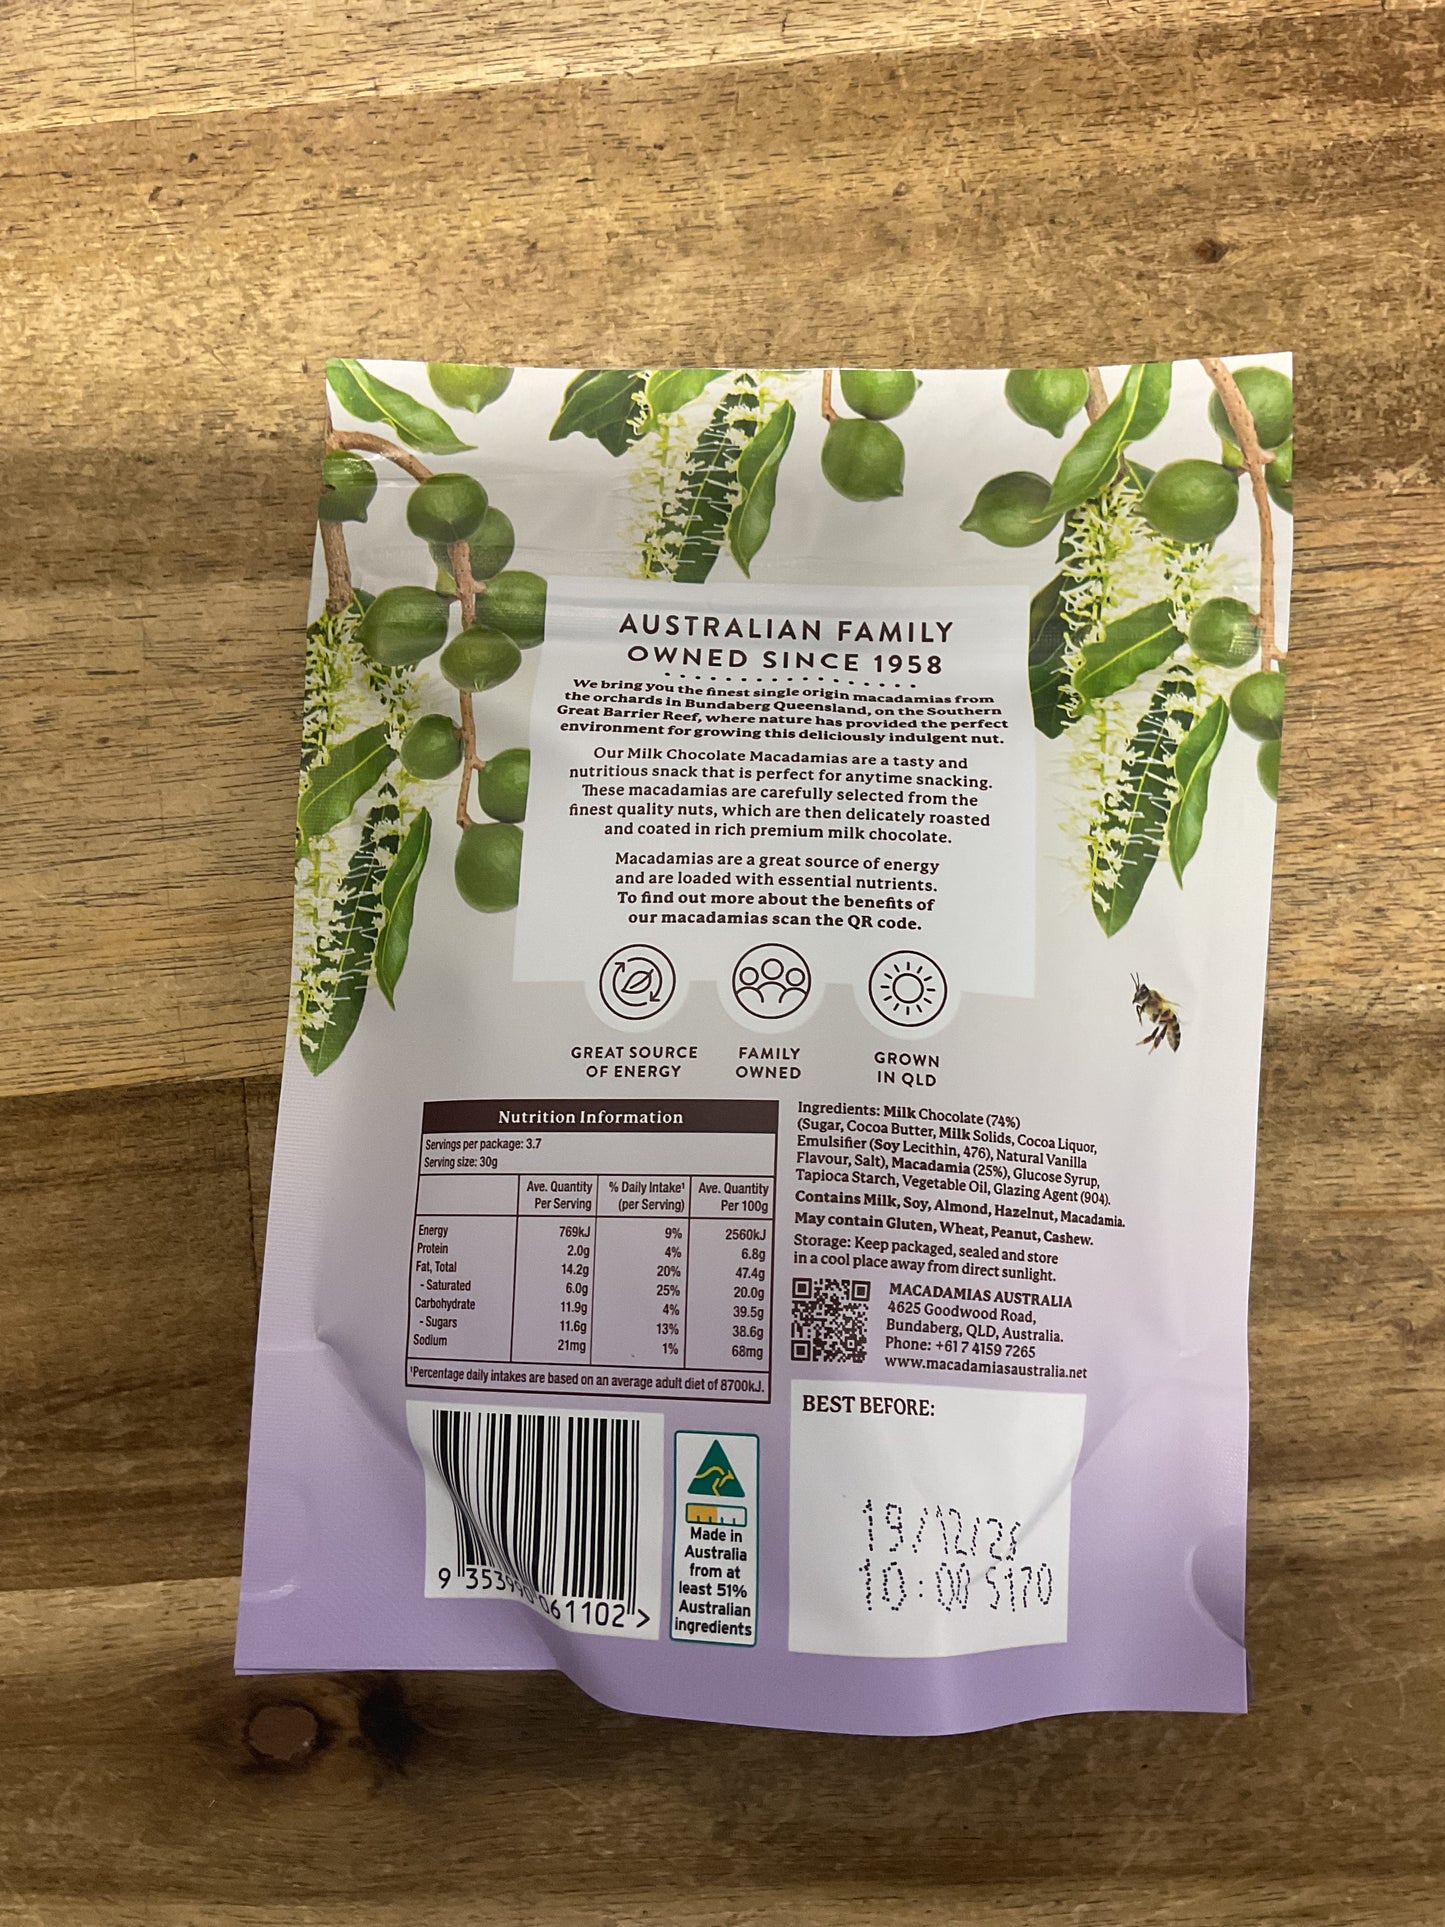 AUSTRALIAN FAMILY
OWNED SINCE 1958
We bring you the finest single origin macadamias from
the orchards in Bundaberg Queensland, on the Southern
Great Barrier Reef, where nature has provided the perfect
environment for growing this deliciously indulgent nut.
Our Milk Chocolate Macadamias are a tasty and
nutritious snack that is perfect for anytime snacking.
These macadamias are carefully selected from the
finest quality nuts, which are then delicately roasted
and coated in rich premium milk chocolate.
Macadamias are a great source of energy
and are loaded with essential nutrients.
To find out more about the benefits of
our macadamias scan the QR code.
GREAT SOURCE
OF ENERGY
FAMILY
OWNED
GROWN
IN QLD
Nutrition Information
Servings per package: 3.7
Serving size: 30g
Ave. Quantity Per Serving % Daily Intake¹ (per Serving) Ave. Quantity Per 100g
Energy 769kJ 9% 2560kJ
Protein 2.0g 4% 6.8g
Fat, Total 14.2g 20% 47.4g
- Saturated 6.0g 25% 20.0g
Carbohydrate 11.9g 4% 39.5g
- Sugars 11.6g 13% 38.6g
Sodium 21mg 1% 68mg
¹Percentage daily intakes are based on an average adult diet of 8700kJ.
Ingredients: Milk Chocolate (74%)
(Sugar, Cocoa Butter, Milk Solids, Cocoa Liquor,
Emulsifier (Soy Lecithin, 476), Natural Vanilla
Flavour, Salt), Macadamia (25%), Glucose Syrup,
Tapioca Starch, Vegetable Oil, Glazing Agent (904).
Contains Milk, Soy, Almond, Hazelnut, Macadamia.
May contain Gluten, Wheat, Peanut, Cashew.
Storage: Keep packaged, sealed and store
in a cool place away from direct sunlight.
MACADAMIAS AUSTRALIA
4625 Goodwood Road,
Bundaberg, QLD, Australia.
Phone: +61 7 4159 7265
www.macadamiasaustralia.net
9 353990 061102 >
Made in
Australia
from at
least 51%
Australian
ingredients
BEST BEFORE:
19/12/26
10:00 S170